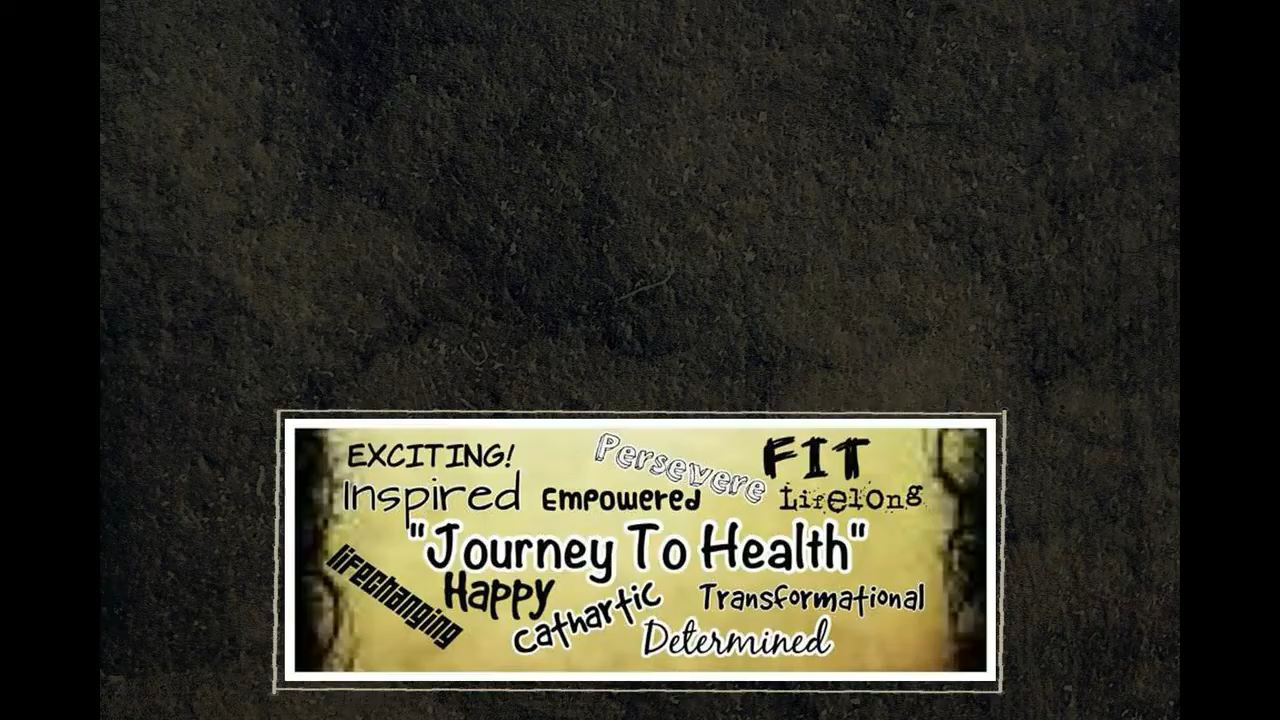 EXCITING!
Persevere
FIT
Inspired
Empowered
Lifelong
"Journey To Health"
lifechanging
Happy
Cathartic
Transformational
Determined